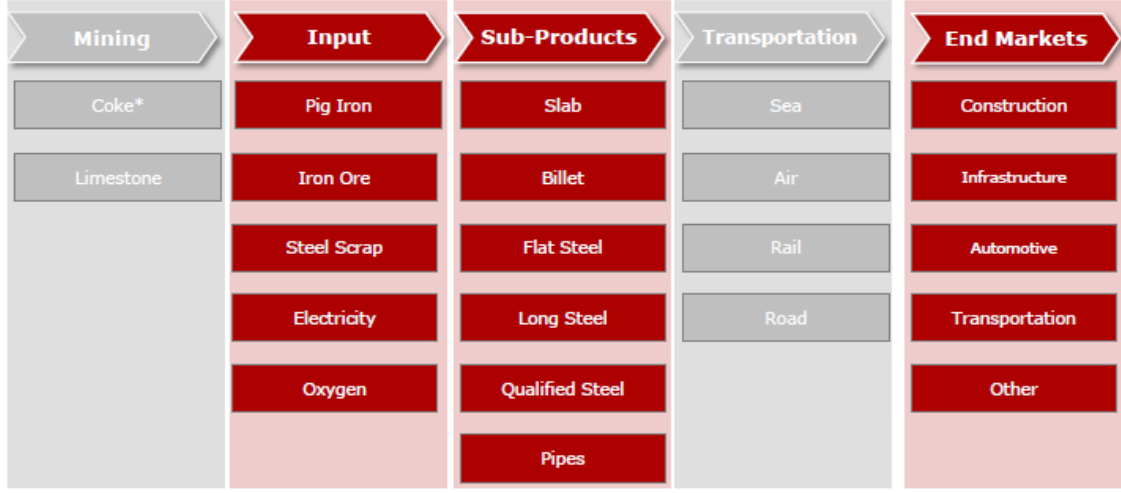 Mining
Input
Sub-Products
Transportation
End Markets
Coke*
Pig Iron
Slab
Sea
Construction
Limestone
Iron Ore
Billet
Air
Infrastructure
Steel Scrap
Flat Steel
Rail
Automotive
Electricity
Long Steel
Road
Transportation
Oxygen
Qualified Steel
Other
Pipes